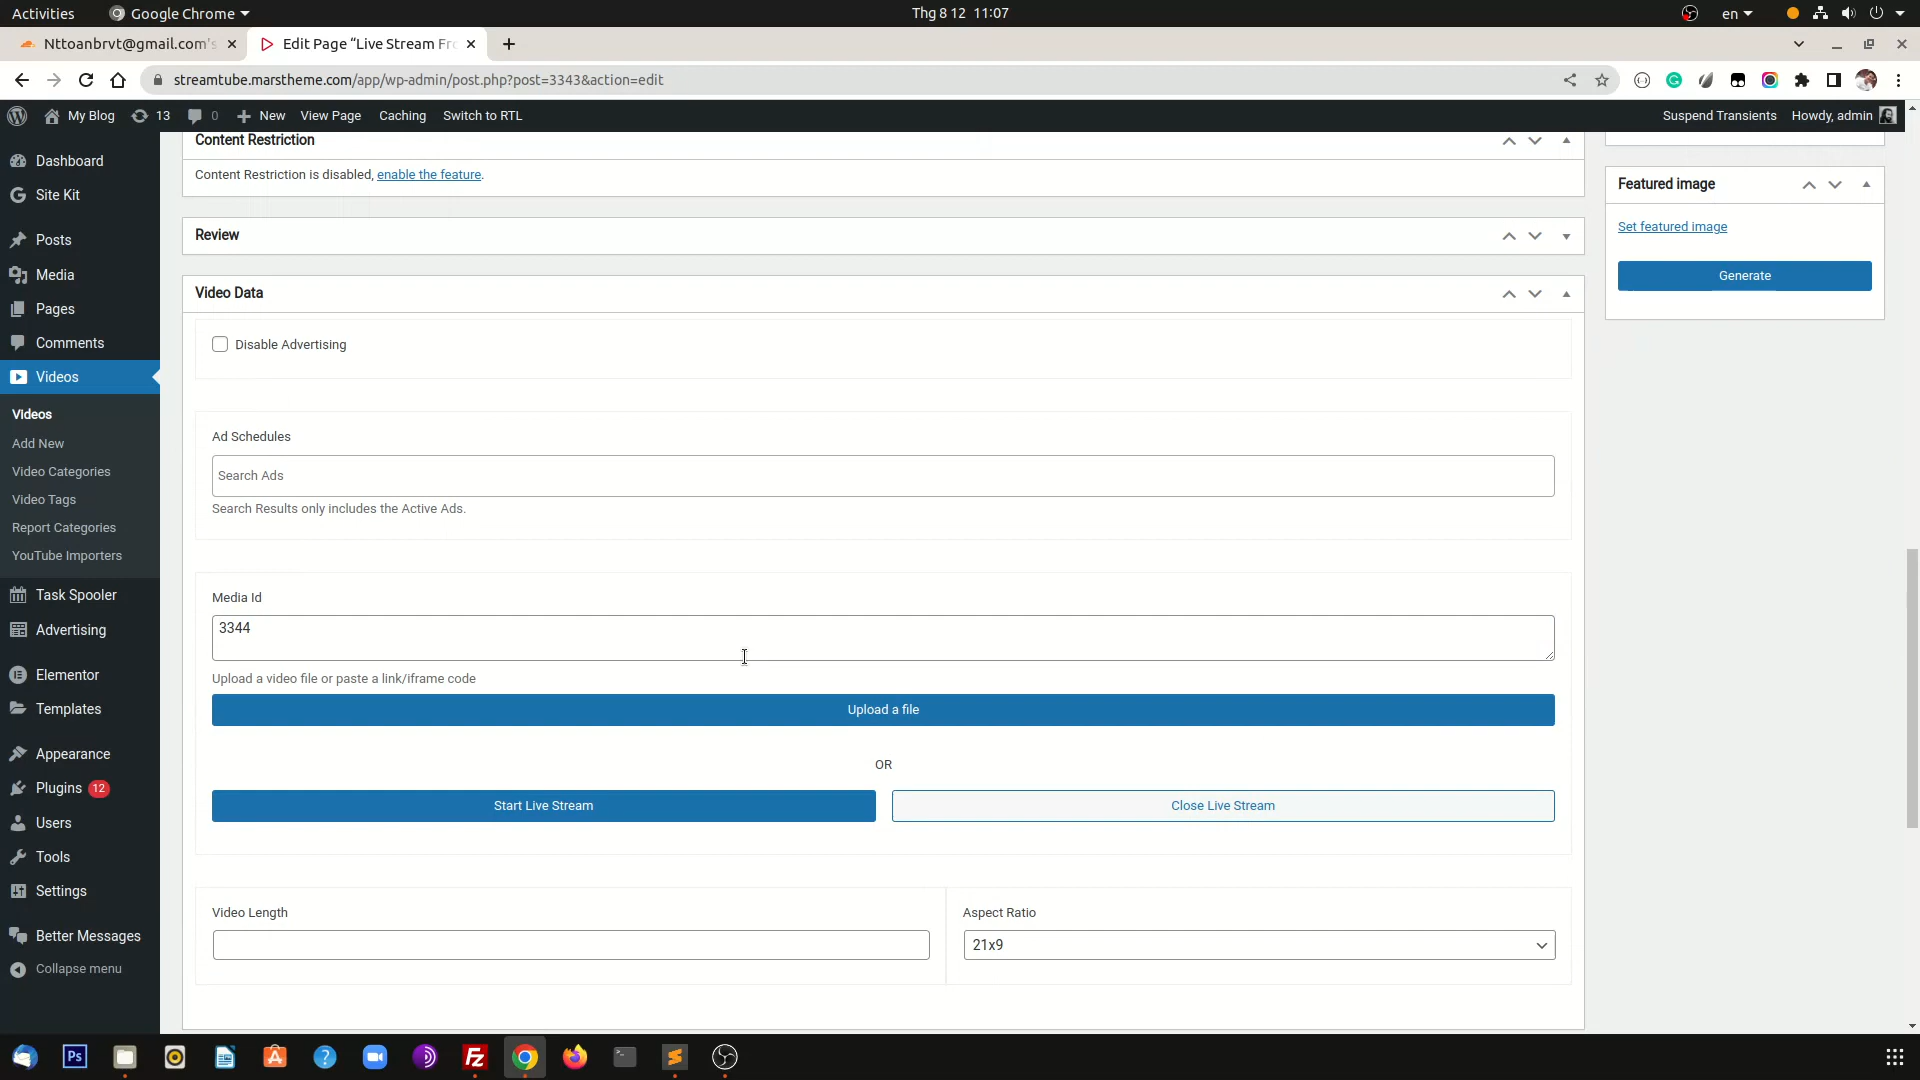 Activities
Google Chrome
Thg 8 12 11:07
en
Nttoanbrvt@gmail.com's
Edit Page “Live Stream Fr
streamtube.marstheme.com/app/wp-admin/post.php?post=3343&action=edit
My Blog
13
0
New
View Page
Caching
Switch to RTL
Suspend Transients
Howdy, admin
Dashboard
Site Kit
Posts
Media
Pages
Comments
Videos
Videos
Add New
Video Categories
Video Tags
Report Categories
YouTube Importers
Task Spooler
Advertising
Elementor
Templates
Appearance
Plugins 12
Users
Tools
Settings
Better Messages
Collapse menu
Content Restriction
Content Restriction is disabled, enable the feature.
Review
Video Data
Disable Advertising
Ad Schedules
Search Ads
Search Results only includes the Active Ads.
Media Id
3344
Upload a video file or paste a link/iframe code
Upload a file
OR
Start Live Stream
Close Live Stream
Video Length
Aspect Ratio
21x9
Featured image
Set featured image
Generate
Ps
Fz